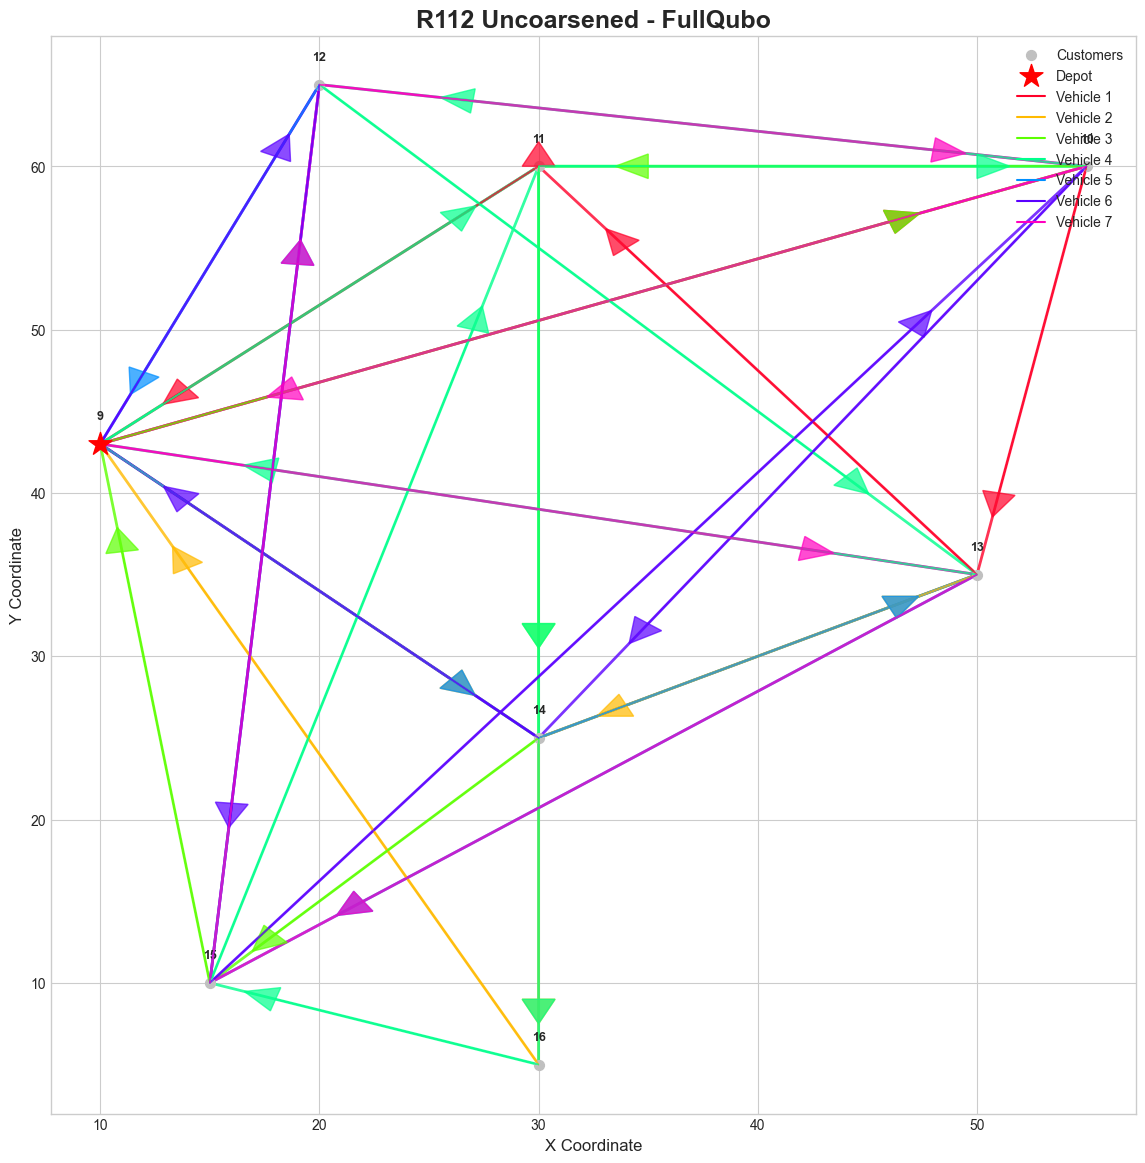 R112 Uncoarsened - FullQubo
Customers
Depot
Vehicle 1
Vehicle 2
Vehicle 3
Vehicle 4
Vehicle 5
Vehicle 6
Vehicle 7
12
11
10
9
13
14
15
16
60
50
40
30
20
10
Y Coordinate
10
20
30
40
50
X Coordinate